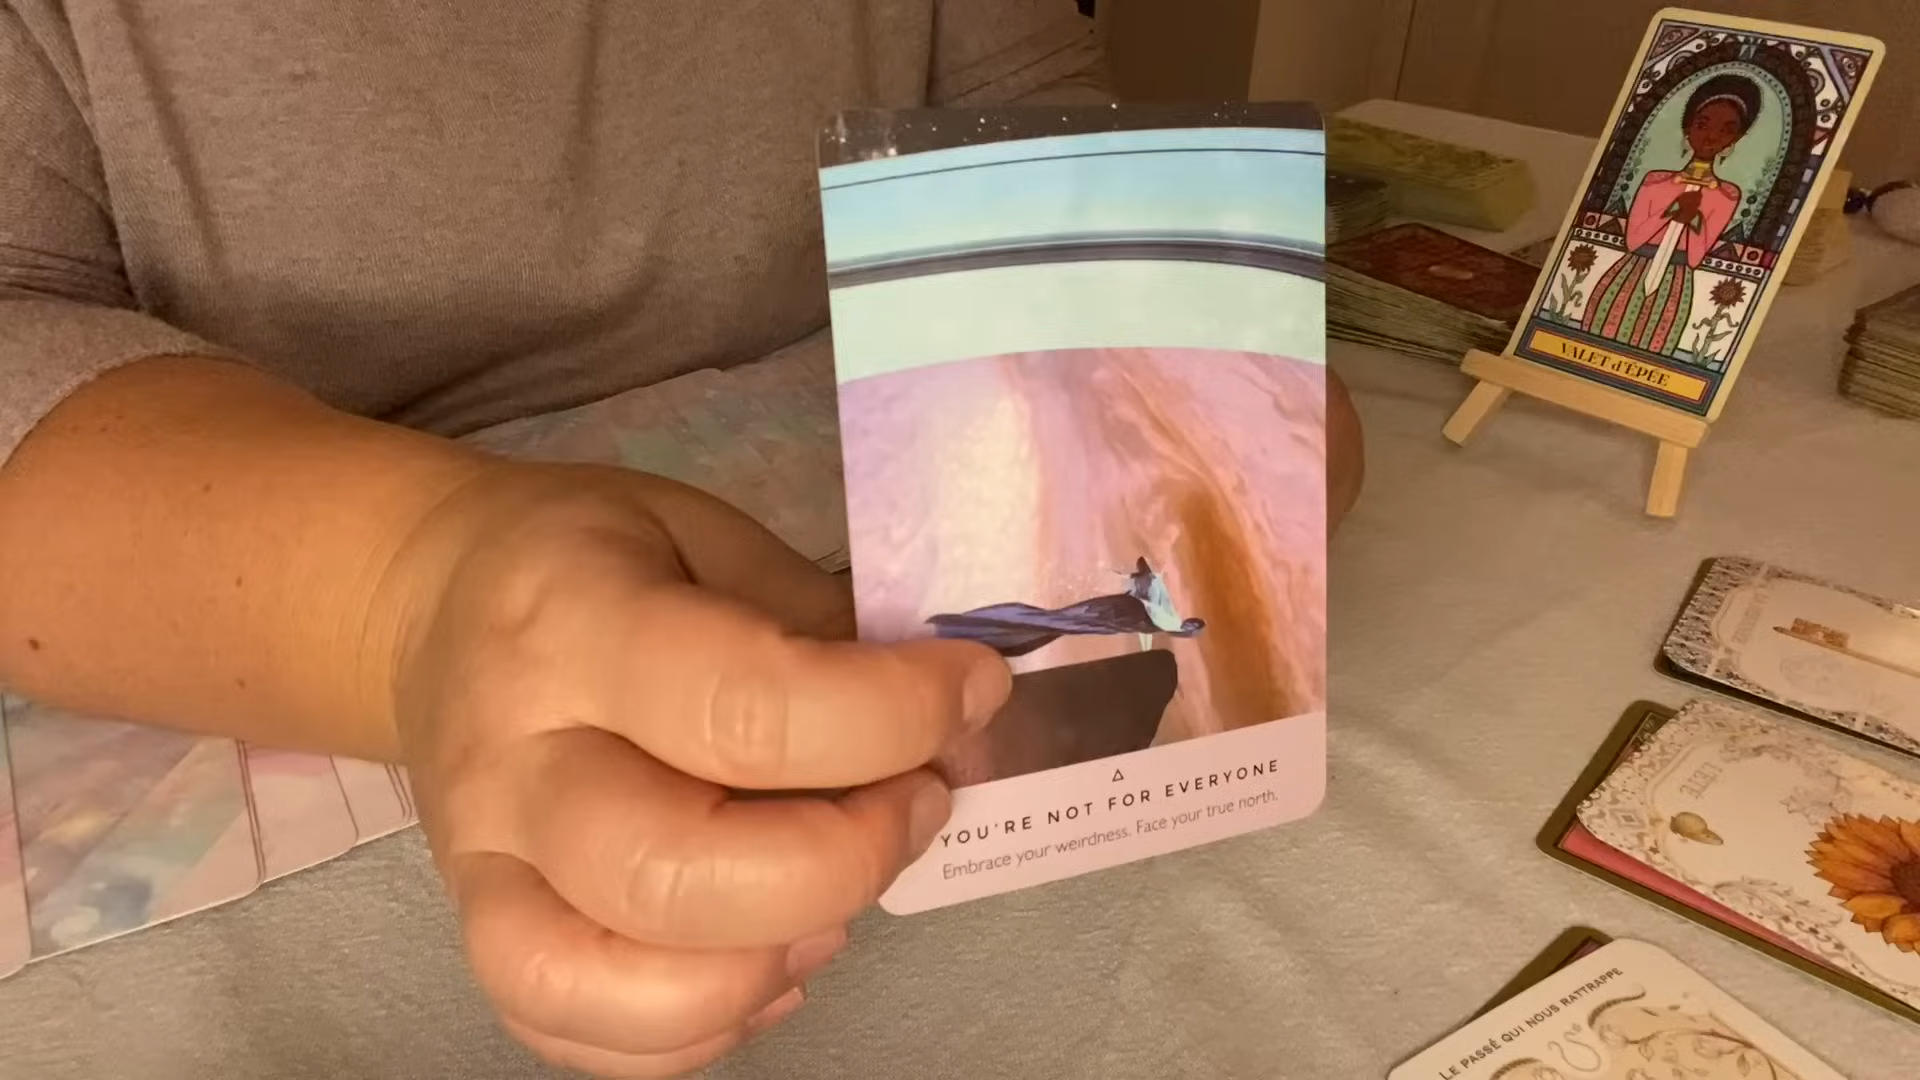 VALET d'ÉPÉE
YOU'RE NOT FOR EVERYONE
Embrace your weirdness. Face your true north.
LE PASSÉ QUI NOUS RATTRAPPE